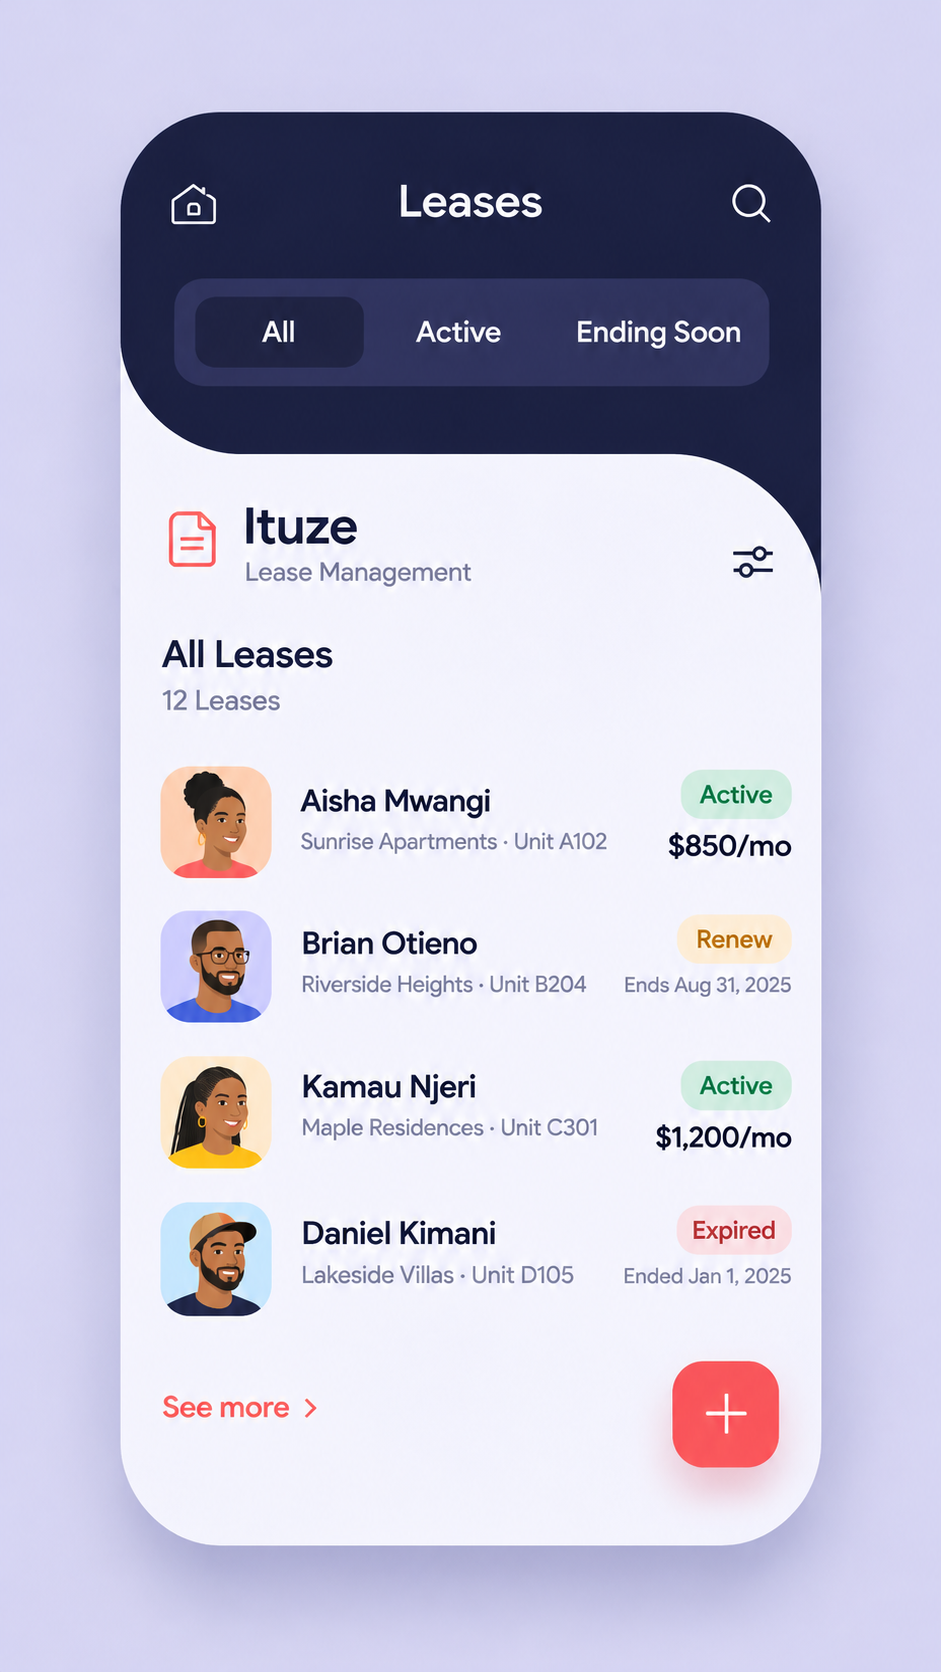 Leases
All
Active
Ending Soon
Ituze
Lease Management
All Leases
12 Leases
Aisha Mwangi
Sunrise Apartments · Unit A102
Active
$850/mo
Brian Otieno
Riverside Heights · Unit B204
Renew
Ends Aug 31, 2025
Kamau Njeri
Maple Residences · Unit C301
Active
$1,200/mo
Daniel Kimani
Lakeside Villas · Unit D105
Expired
Ended Jan 1, 2025
See more